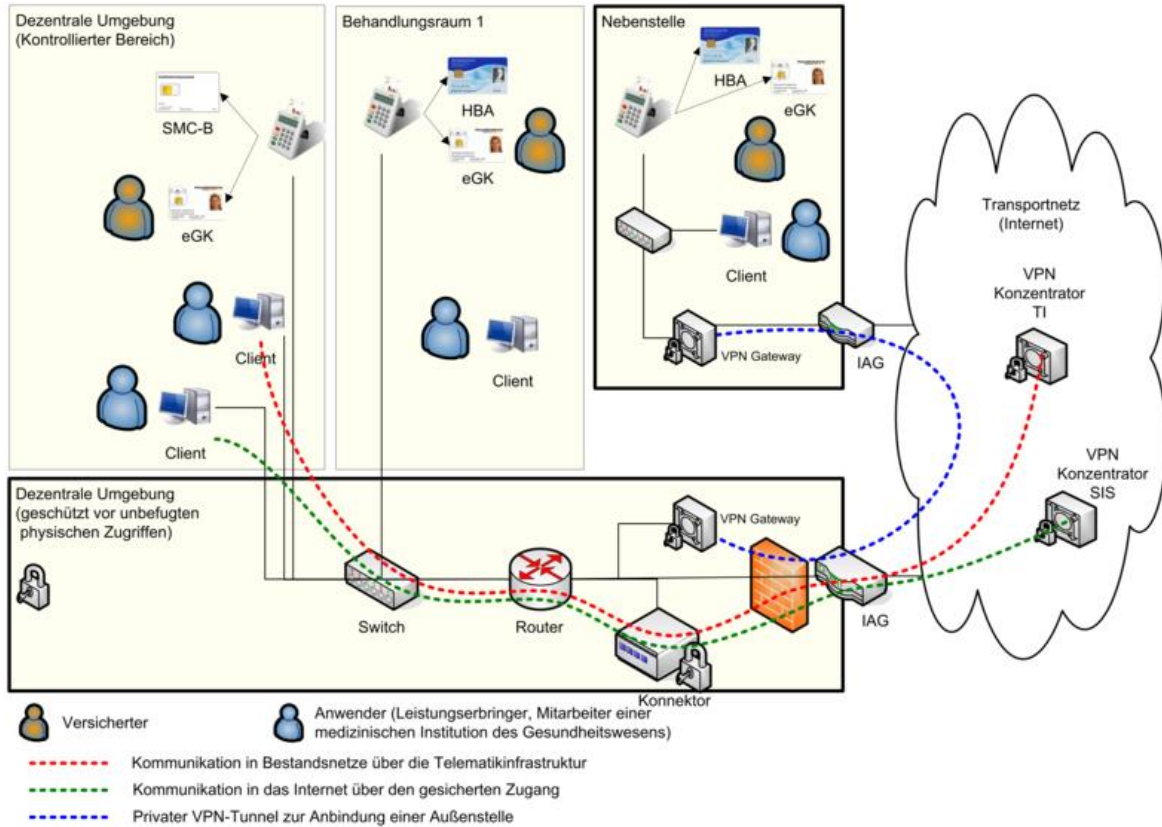 Dezentrale Umgebung
(Kontrollierter Bereich)
SMC-B
eGK
Client
Client
Behandlungsraum 1
HBA
eGK
Client
Nebenstelle
HBA
eGK
Client
VPN Gateway
IAG
Transportnetz
(Internet)
VPN
Konzentrator
TI
VPN
Konzentrator
SIS
Dezentrale Umgebung
(geschützt vor unbefugten
physischen Zugriffen)
VPN Gateway
Switch
Router
Konnektor
IAG
Versicherter
Anwender (Leistungserbringer, Mitarbeiter einer
medizinischen Institution des Gesundheitswesens)
Kommunikation in Bestandsnetze über die Telematikinfrastruktur
Kommunikation in das Internet über den gesicherten Zugang
Privater VPN-Tunnel zur Anbindung einer Außenstelle